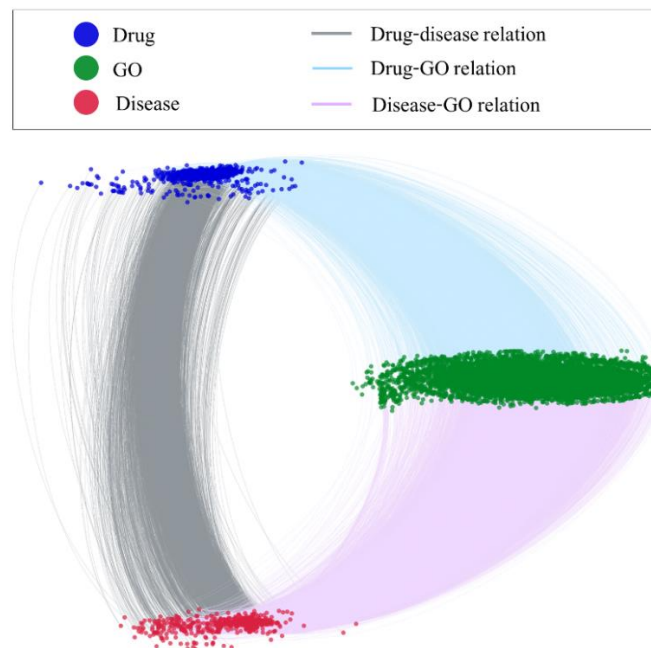 Drug
Drug-disease relation
GO
Drug-GO relation
Disease
Disease-GO relation